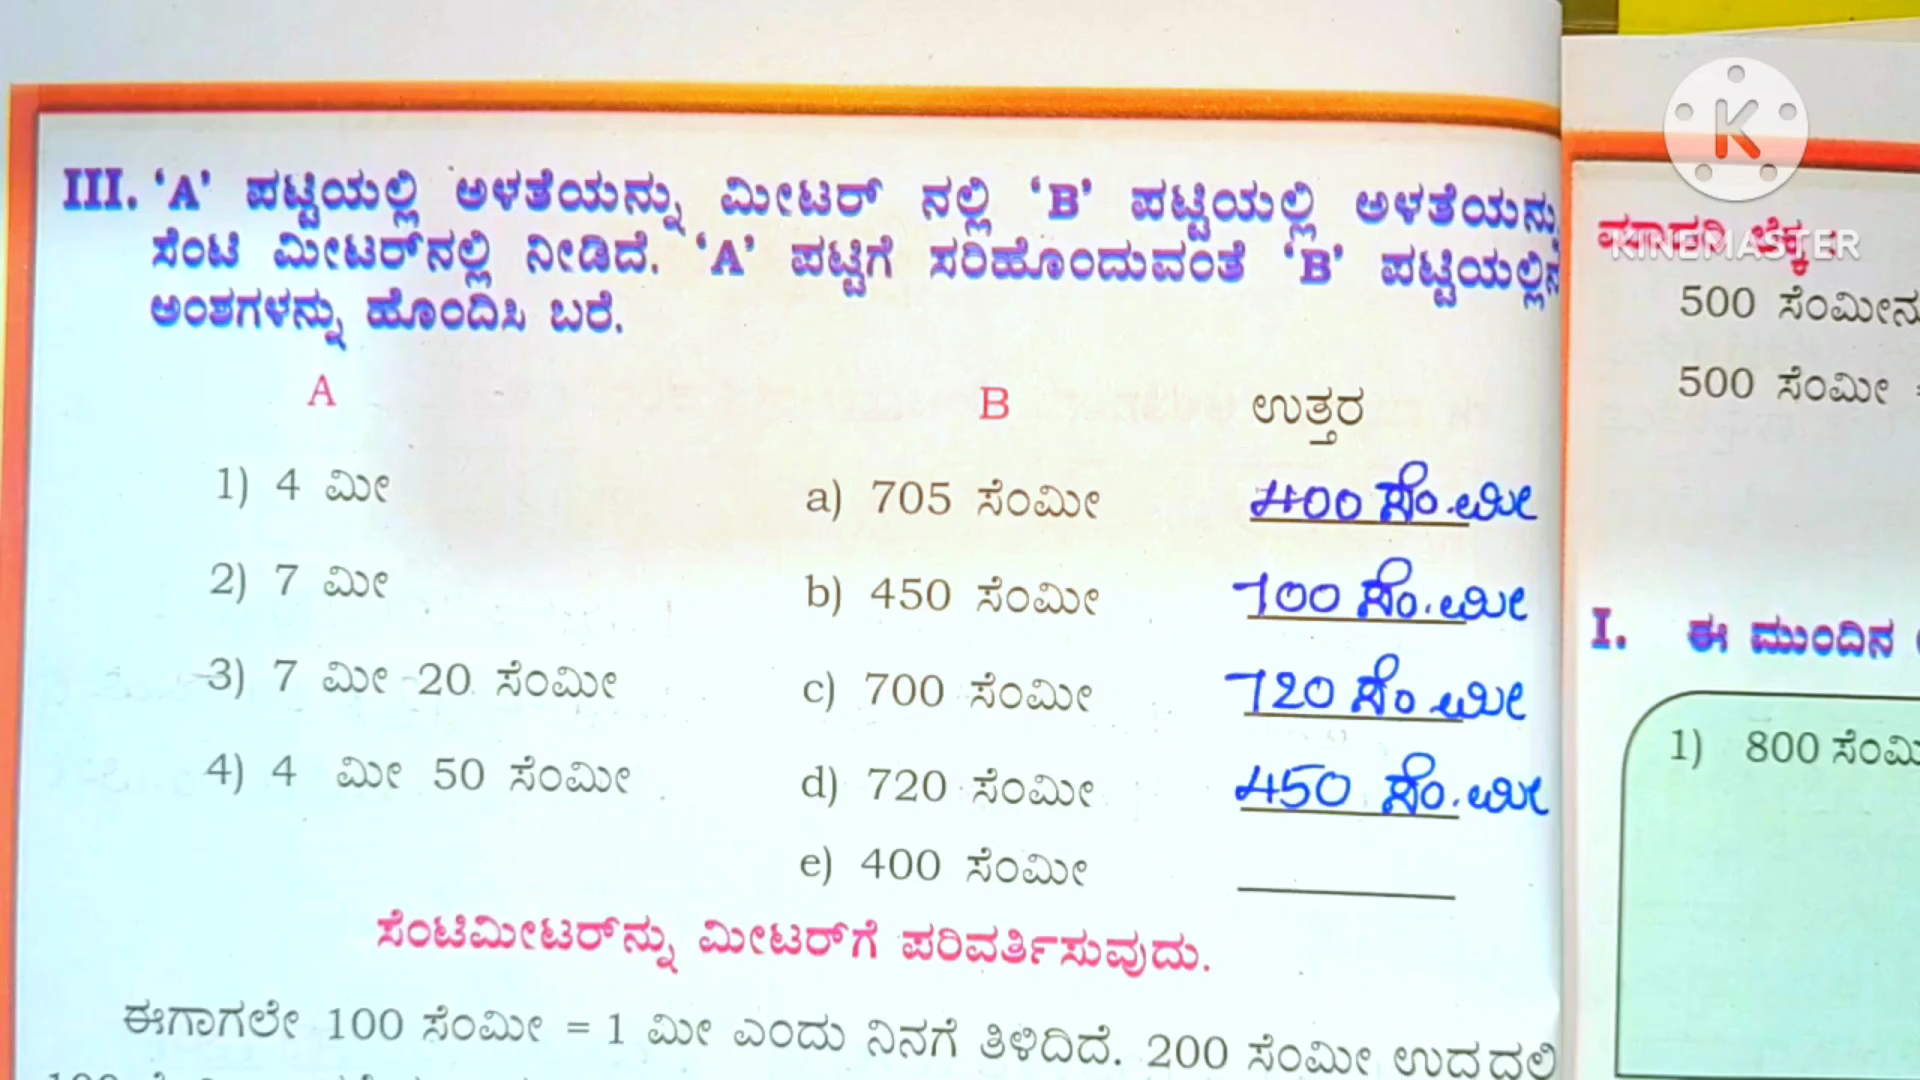 III. 'A' ಪಟ್ಟಿಯಲ್ಲಿ ಅಳತೆಯನ್ನು ಮೀಟರ್ ನಲ್ಲಿ 'B' ಪಟ್ಟಿಯಲ್ಲಿ ಅಳತೆಯನ್ನು
ಸೆಂಟಿ ಮೀಟರ್‌ನಲ್ಲಿ ನೀಡಿದೆ. 'A' ಪಟ್ಟಿಗೆ ಸರಿಹೊಂದುವಂತೆ 'B' ಪಟ್ಟಿಯಲ್ಲಿನ
ಅಂಶಗಳನ್ನು ಹೊಂದಿಸಿ ಬರೆ.
A B ಉತ್ತರ
1) 4 ಮೀ a) 705 ಸೆಂಮೀ 400 ಸೆಂ.ಮೀ
2) 7 ಮೀ b) 450 ಸೆಂಮೀ 700 ಸೆಂ.ಮೀ
3) 7 ಮೀ 20 ಸೆಂಮೀ c) 700 ಸೆಂಮೀ 720 ಸೆಂ.ಮೀ
4) 4 ಮೀ 50 ಸೆಂಮೀ d) 720 ಸೆಂಮೀ 450 ಸೆಂ.ಮೀ
e) 400 ಸೆಂಮೀ
ಸೆಂಟಿಮೀಟರ್‌ನ್ನು ಮೀಟರ್‌ಗೆ ಪರಿವರ್ತಿಸುವುದು.
ಈಗಾಗಲೇ 100 ಸೆಂಮೀ = 1 ಮೀ ಎಂದು ನಿನಗೆ ತಿಳಿದಿದೆ. 200 ಸೆಂಮೀ ಉದ್ದದಲ್ಲಿ
K
KINEMASTER
ಮಾದರಿ ಲೆಕ್ಕ
500 ಸೆಂಮೀನು
500 ಸೆಂಮೀ =
I. ಈ ಮುಂದಿನ
1) 800 ಸೆಂಮೀ